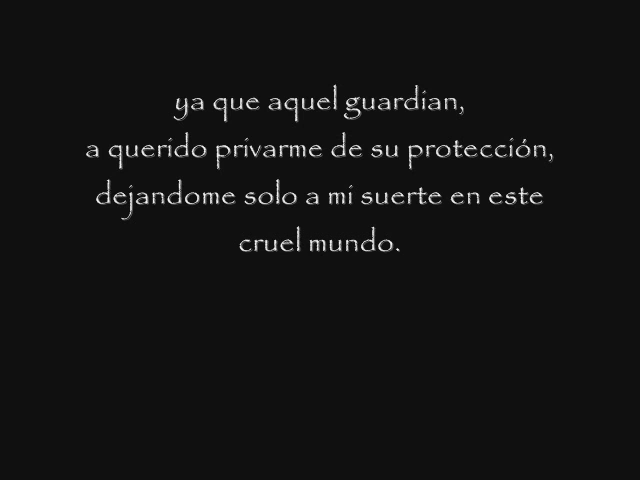 ya que aquel guardian,
a querido privarme de su protección,
dejandome solo a mi suerte en este
cruel mundo.